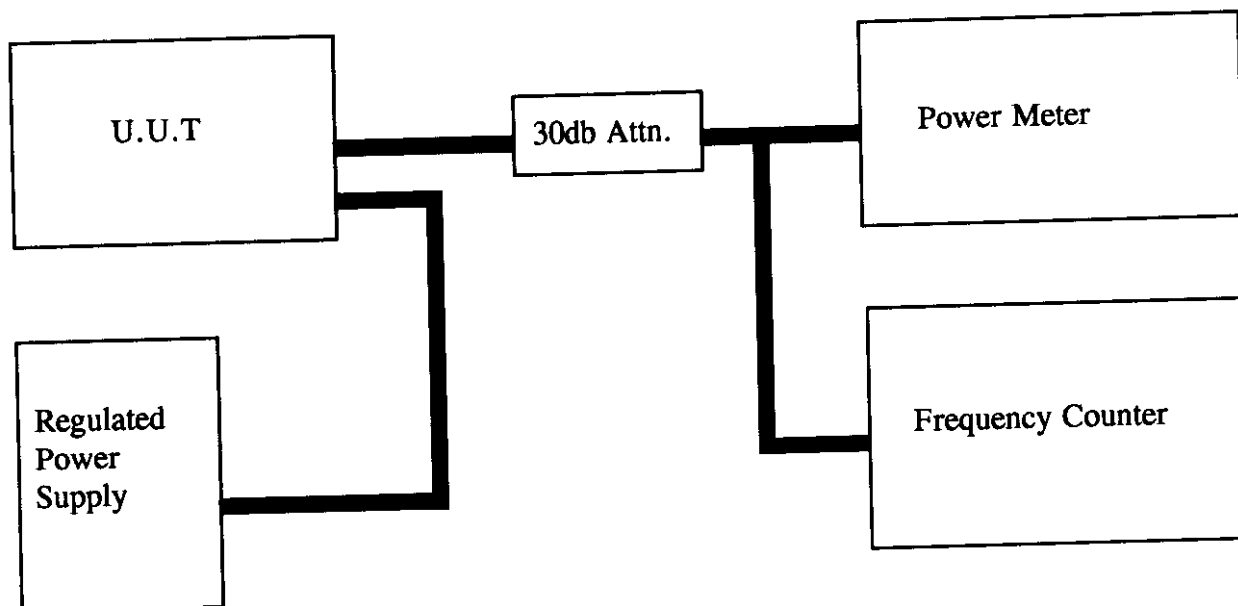 U.U.T
30db Attn.
Power Meter
Regulated
Power
Supply
Frequency Counter